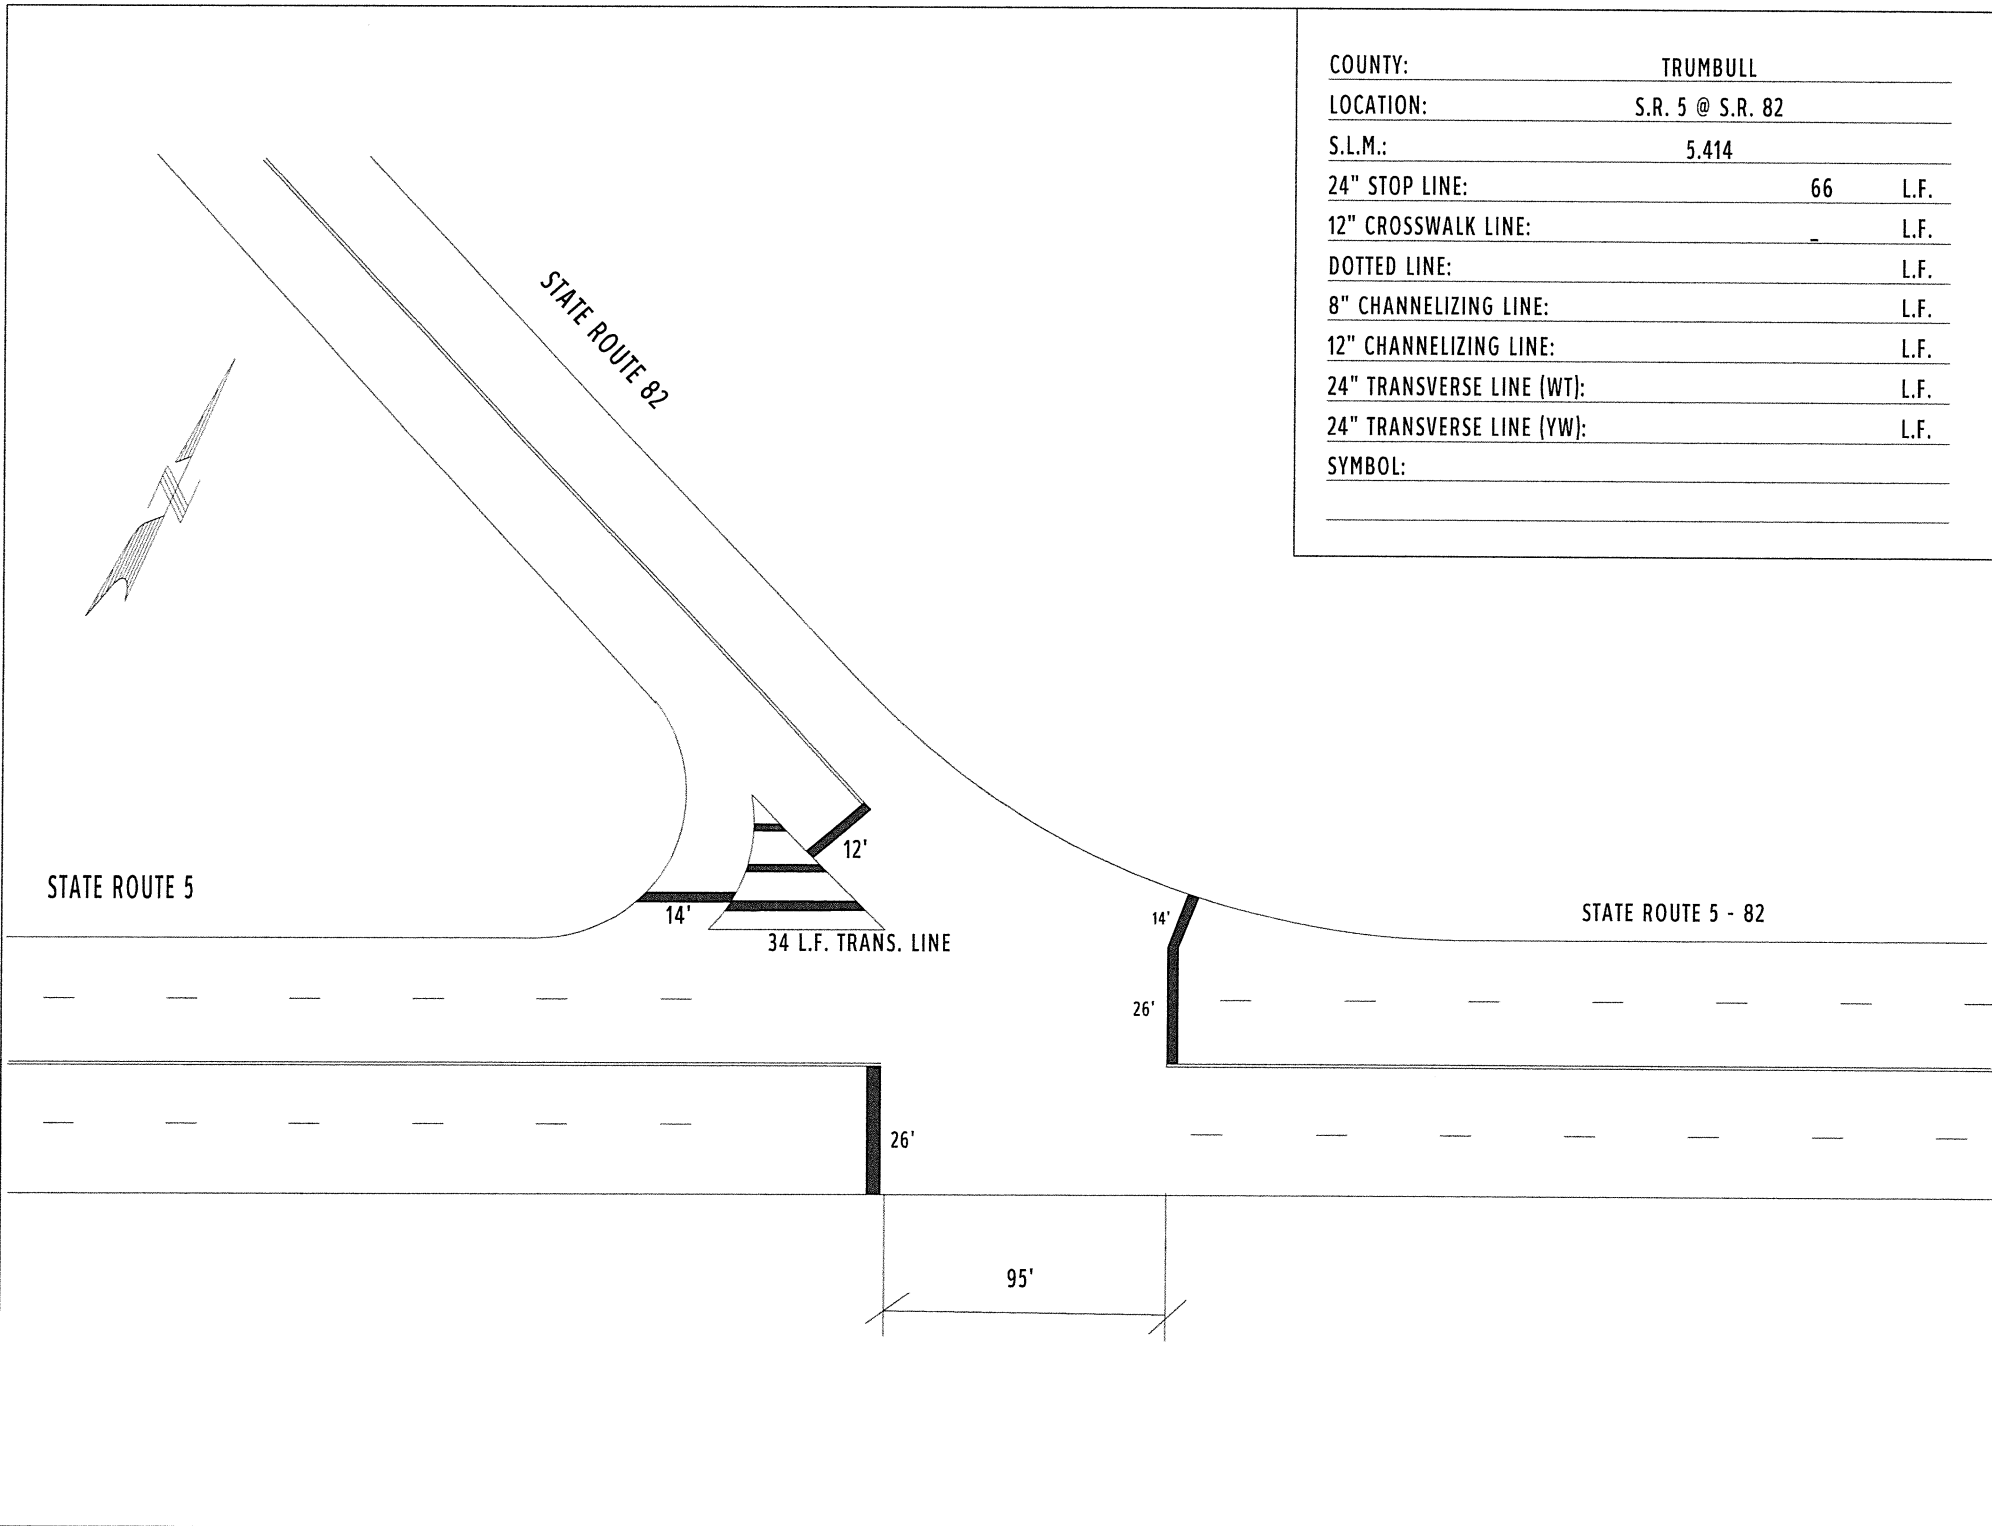 COUNTY: TRUMBULL
LOCATION: S.R. 5 @ S.R. 82
S.L.M.: 5.414
24" STOP LINE: 66 L.F.
12" CROSSWALK LINE: _ L.F.
DOTTED LINE: L.F.
8" CHANNELIZING LINE: L.F.
12" CHANNELIZING LINE: L.F.
24" TRANSVERSE LINE (WT): L.F.
24" TRANSVERSE LINE (YW): L.F.
SYMBOL:
STATE ROUTE 82
N
12'
STATE ROUTE 5
14'
34 L.F. TRANS. LINE
14'
STATE ROUTE 5 - 82
26'
26'
95'